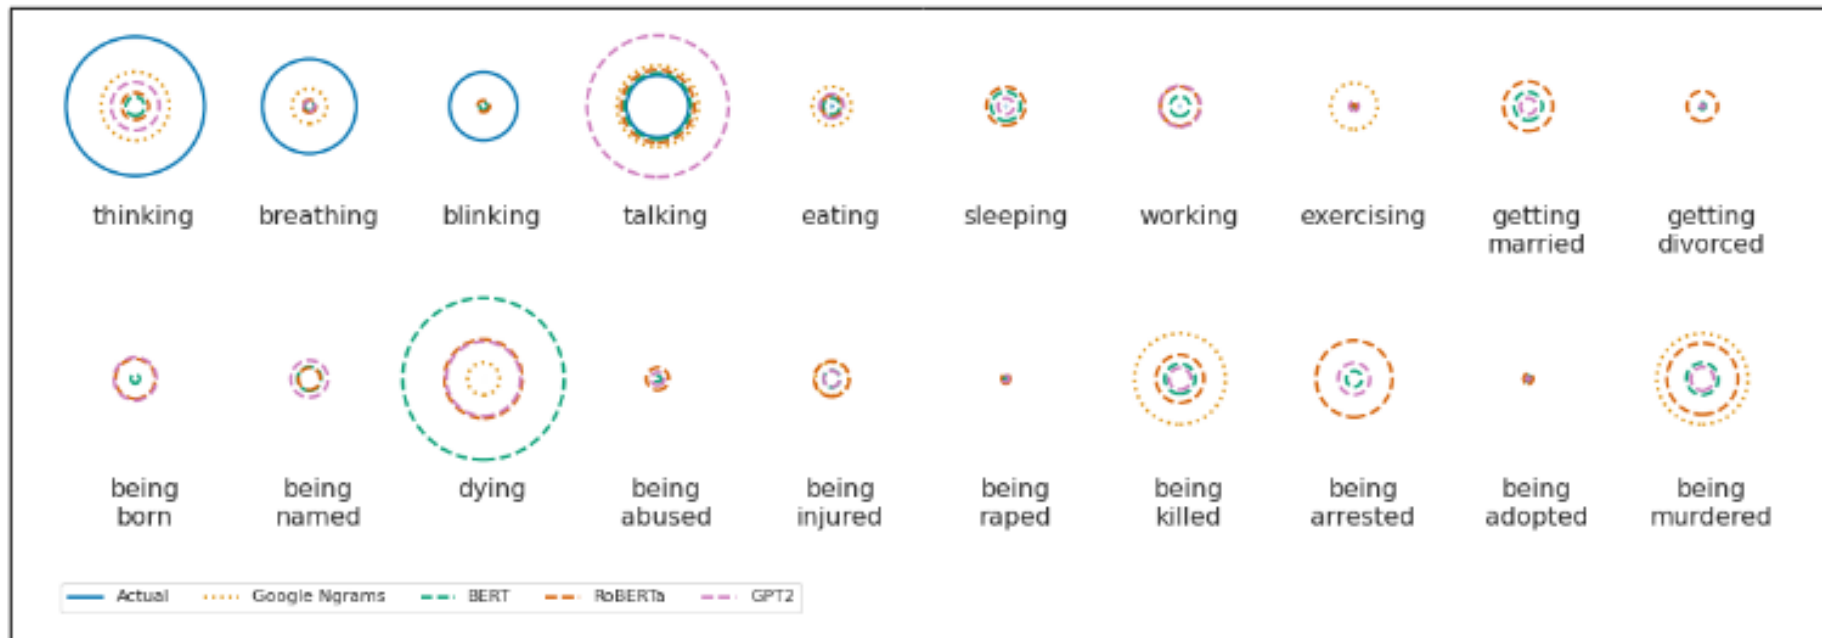 thinking breathing blinking talking eating sleeping working exercising getting married getting divorced
being born being named dying being abused being injured being raped being killed being arrested being adopted being murdered
Actual Google Ngrams BERT RoBERTa GPT2